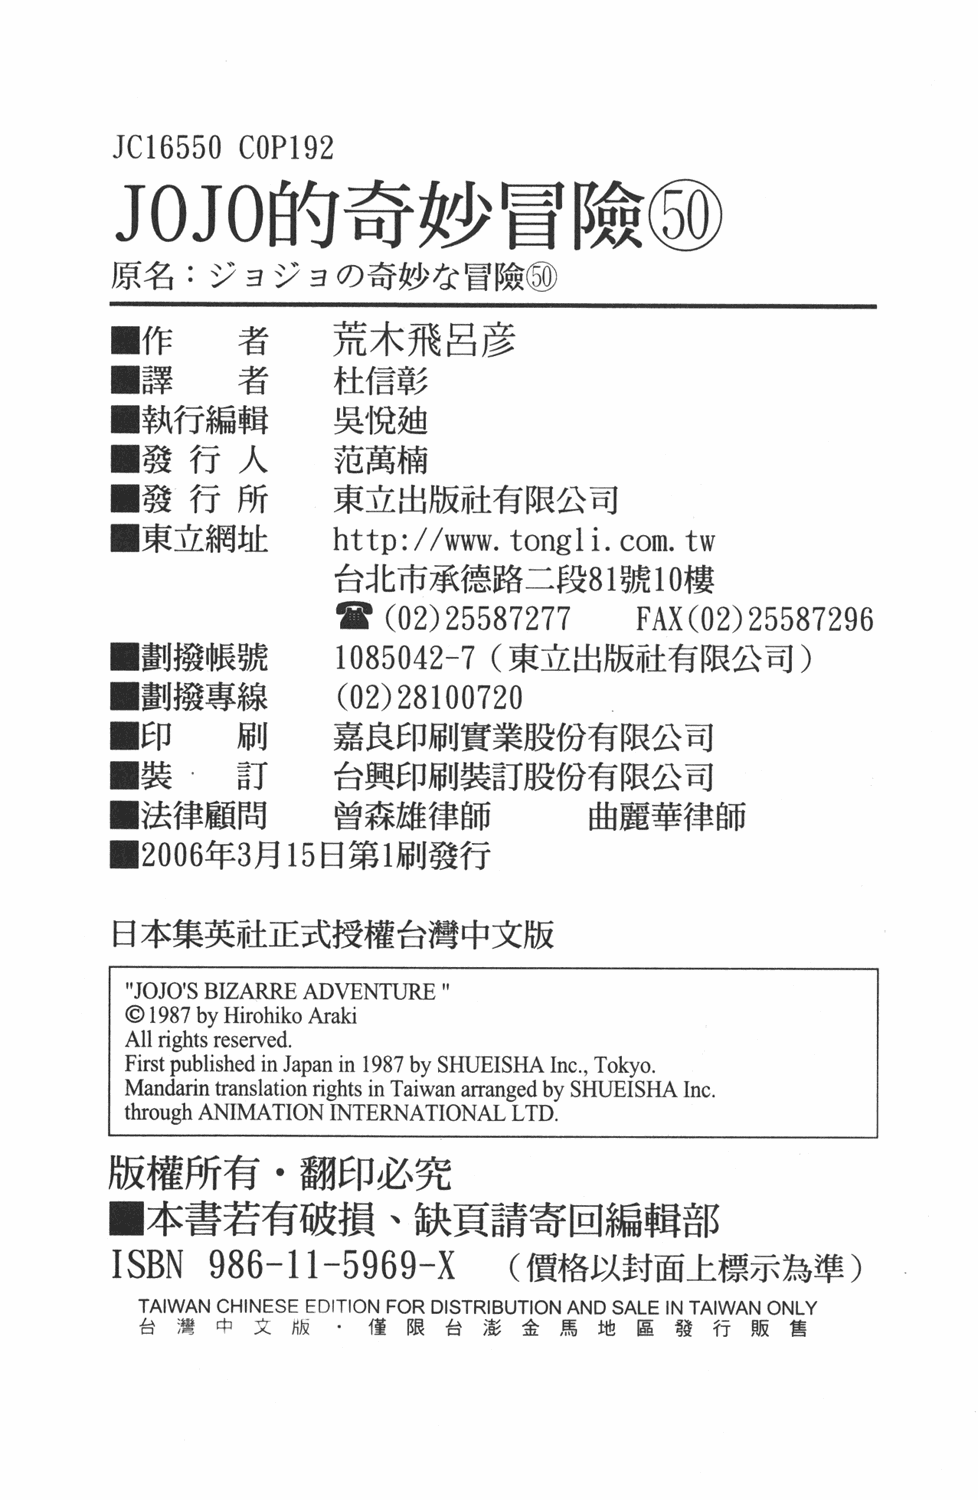 JC16550 C0P192
JOJO的奇妙冒險㊿
原名：ジョジョの奇妙な冒險㊿
■作者 荒木飛呂彦
■譯者 杜信彰
■執行編輯 吳悅廸
■發行人 范萬楠
■發行所 東立出版社有限公司
■東立網址 http://www.tongli.com.tw
台北市承德路二段81號10樓
☎(02)25587277 FAX(02)25587296
■劃撥帳號 1085042-7（東立出版社有限公司）
■劃撥專線 (02)28100720
■印刷 嘉良印刷實業股份有限公司
■裝訂 台興印刷裝訂股份有限公司
■法律顧問 曾森雄律師 曲麗華律師
■2006年3月15日第1刷發行
日本集英社正式授權台灣中文版
"JOJO'S BIZARRE ADVENTURE "
©1987 by Hirohiko Araki
All rights reserved.
First published in Japan in 1987 by SHUEISHA Inc., Tokyo.
Mandarin translation rights in Taiwan arranged by SHUEISHA Inc.
through ANIMATION INTERNATIONAL LTD.
版權所有・翻印必究
■本書若有破損、缺頁請寄回編輯部
ISBN 986-11-5969-X （價格以封面上標示為準）
TAIWAN CHINESE EDITION FOR DISTRIBUTION AND SALE IN TAIWAN ONLY
台灣中文版・僅限台澎金馬地區發行販售